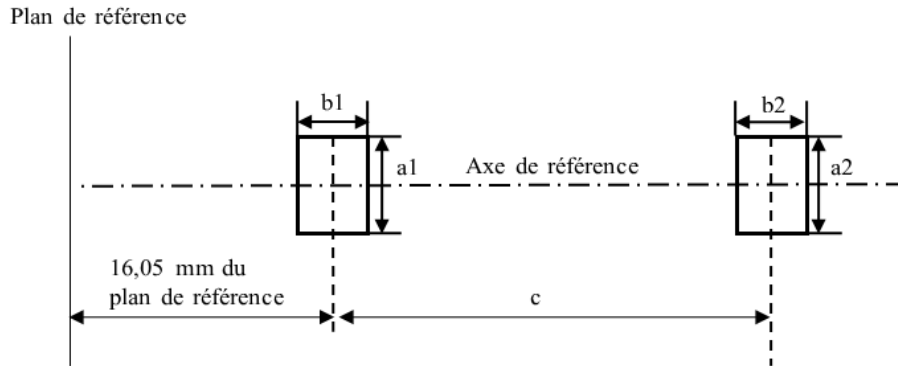 Plan de référence
b1
b2
a1
Axe de référence
a2
16,05 mm du
plan de référence
c